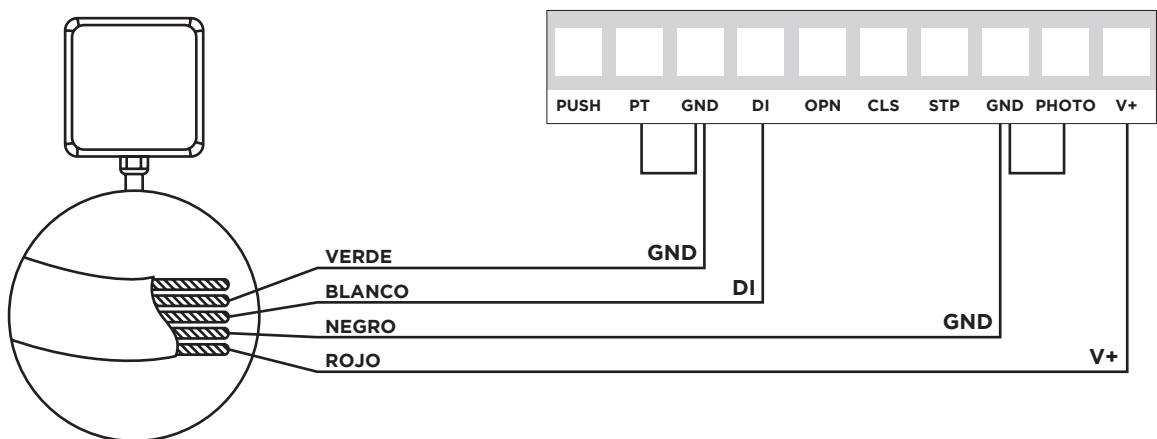 PUSH PT GND DI OPN CLS STP GND PHOTO V+
VERDE GND
BLANCO DI
NEGRO GND
ROJO V+